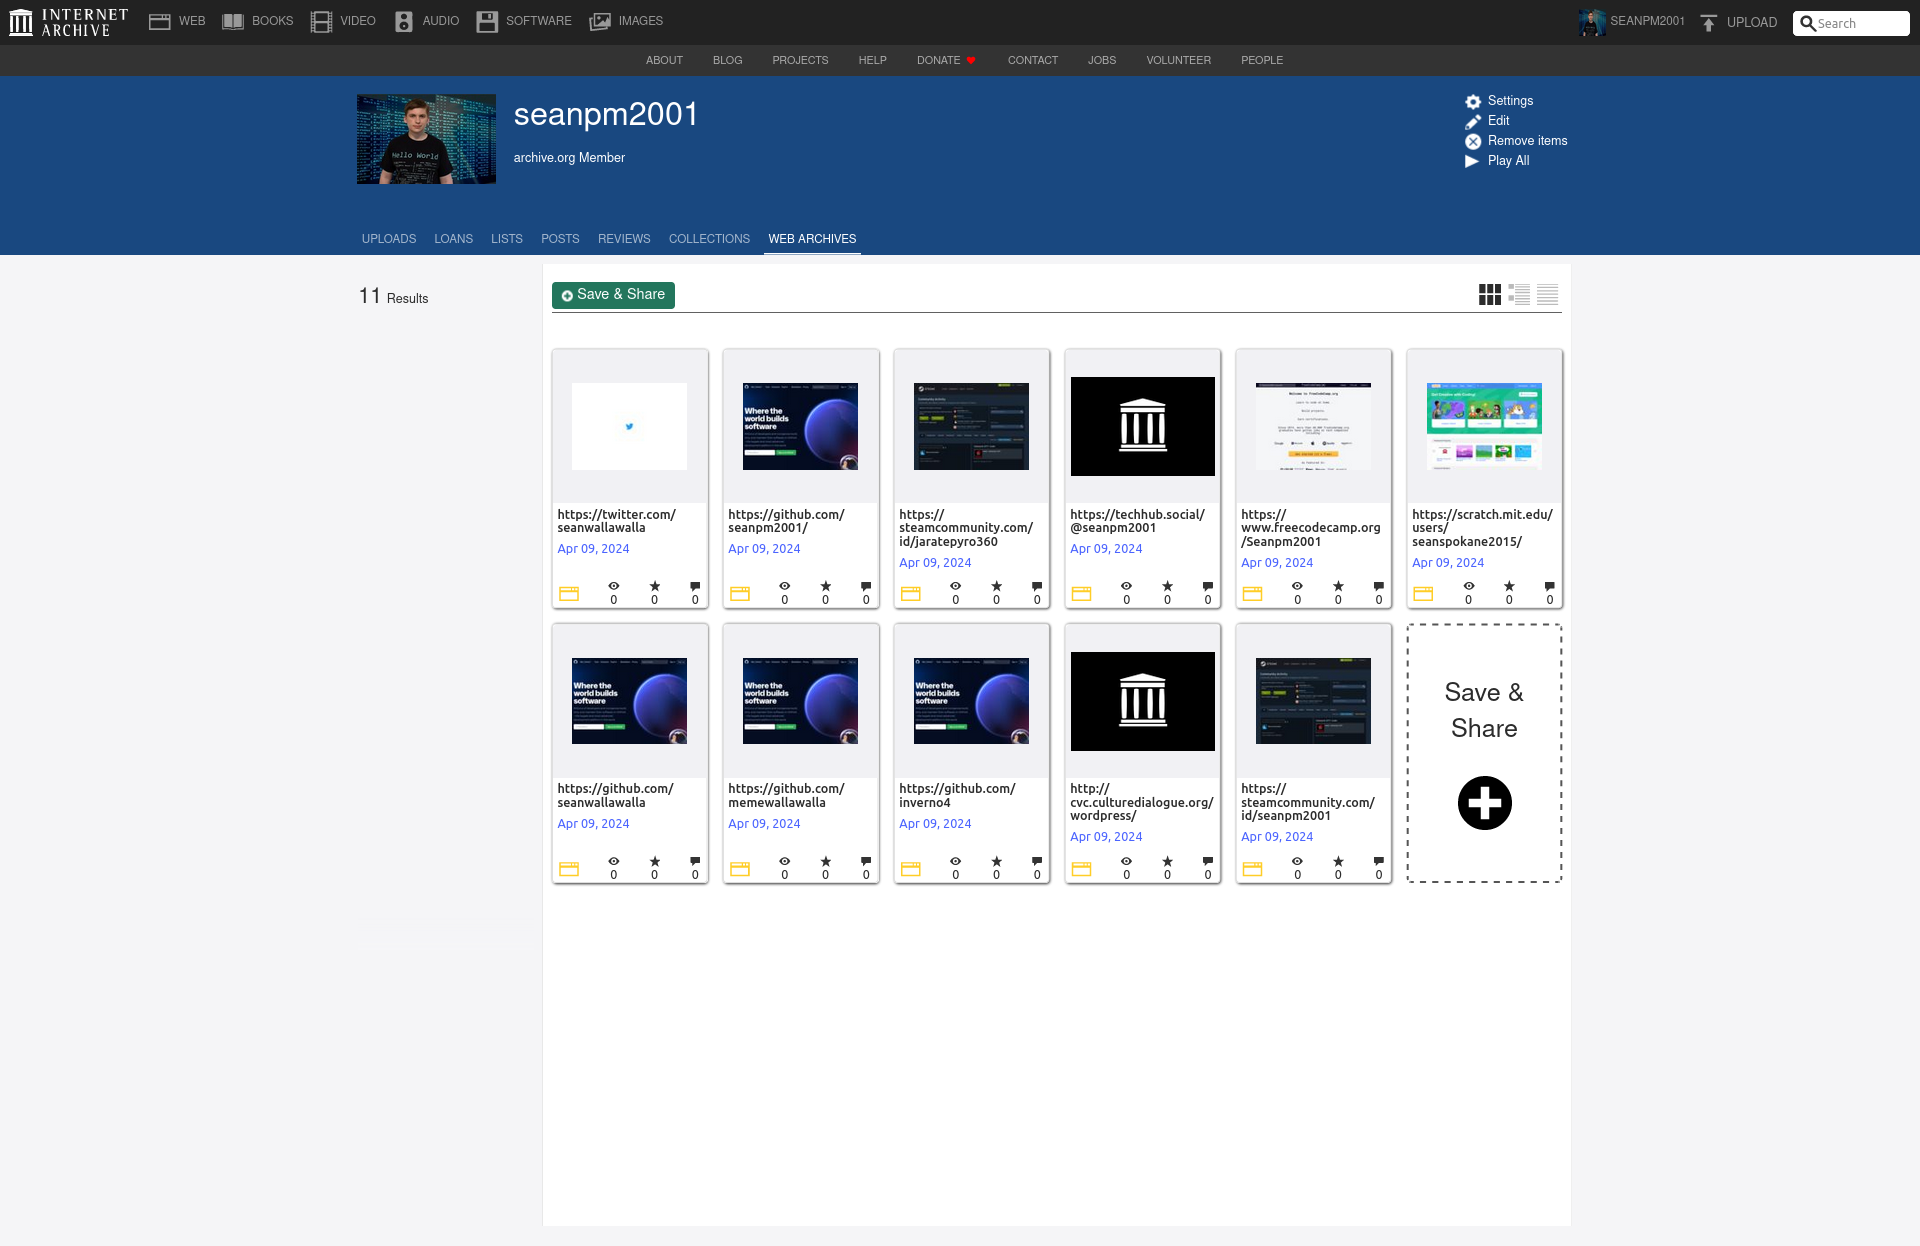 INTERNET
ARCHIVE
WEB BOOKS VIDEO AUDIO SOFTWARE IMAGES
SEANPM2001 UPLOAD Search
ABOUT BLOG PROJECTS HELP DONATE CONTACT JOBS VOLUNTEER PEOPLE
Hello World
seanpm2001
archive.org Member
Settings
Edit
Remove items
Play All
UPLOADS LOANS LISTS POSTS REVIEWS COLLECTIONS WEB ARCHIVES
11 Results
Save & Share
https://twitter.com/
seanwallawalla
Apr 09, 2024
0 0 0
Where the
world builds
software
https://github.com/
seanpm2001/
Apr 09, 2024
0 0 0
https://
steamcommunity.com/
id/jaratepyro360
Apr 09, 2024
0 0 0
https://techhub.social/
@seanpm2001
Apr 09, 2024
0 0 0
https://
www.freecodecamp.org
/Seanpm2001
Apr 09, 2024
0 0 0
https://scratch.mit.edu/
users/
seanspokane2015/
Apr 09, 2024
0 0 0
Where the
world builds
software
https://github.com/
seanwallawalla
Apr 09, 2024
0 0 0
Where the
world builds
software
https://github.com/
memewallawalla
Apr 09, 2024
0 0 0
Where the
world builds
software
https://github.com/
inverno4
Apr 09, 2024
0 0 0
http://
cvc.culturedialogue.org/
wordpress/
Apr 09, 2024
0 0 0
https://
steamcommunity.com/
id/seanpm2001
Apr 09, 2024
0 0 0
Save &
Share